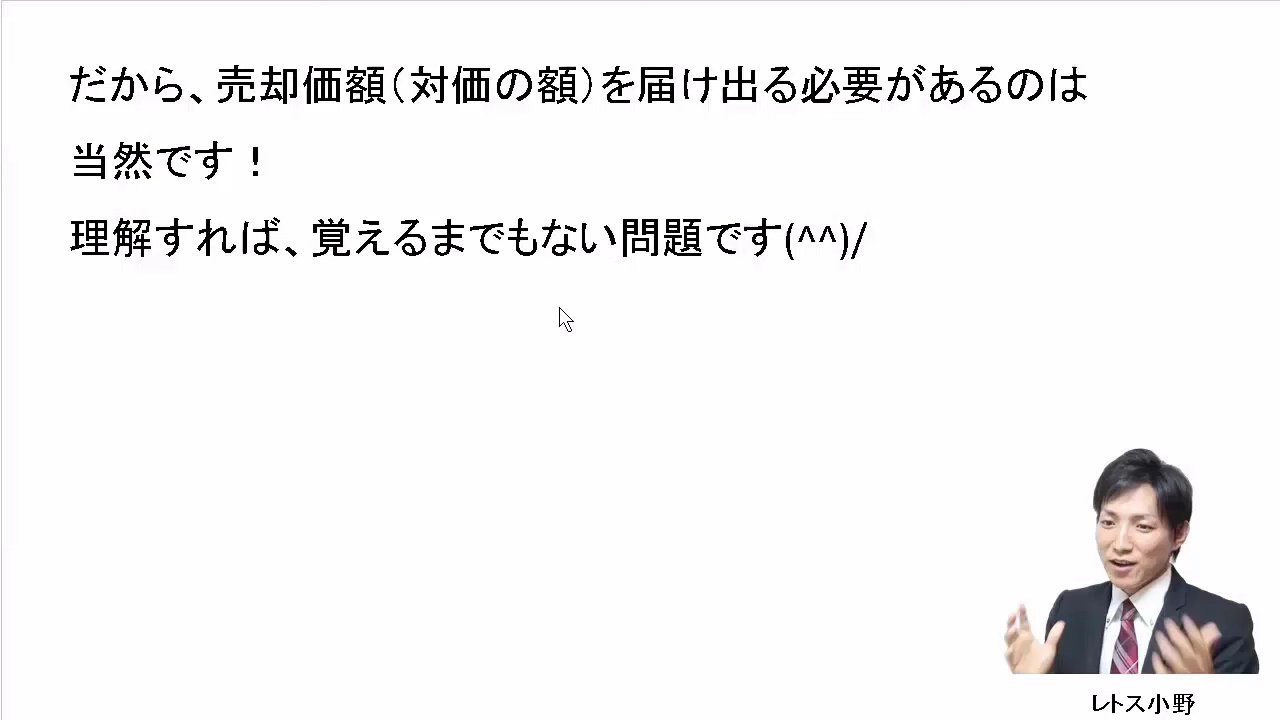 だから、売却価額（対価の額）を届け出る必要があるのは
当然です！
理解すれば、覚えるまでもない問題です(^^)/
レトス小野